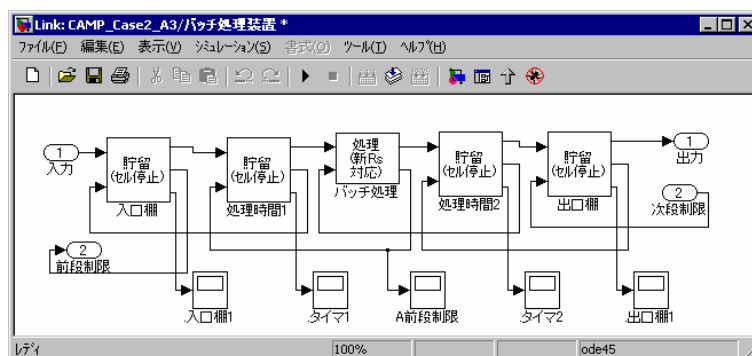 Link: CAMP_Case2_A3/バッチ処理装置 *
ファイル(F) 編集(E) 表示(V) シミュレーション(S) 書式(O) ツール(T) ヘルプ(H)
1
入力
貯留
(セル停止)
入口棚
貯留
(セル停止)
処理時間1
処理
(新Rs
対応)
バッチ処理
貯留
(セル停止)
処理時間2
貯留
(セル停止)
出口棚
1
出力
2
次段制限
2
前段制限
入口棚1
タイマ1
A前段制限
タイマ2
出口棚1
レディ 100% ode45